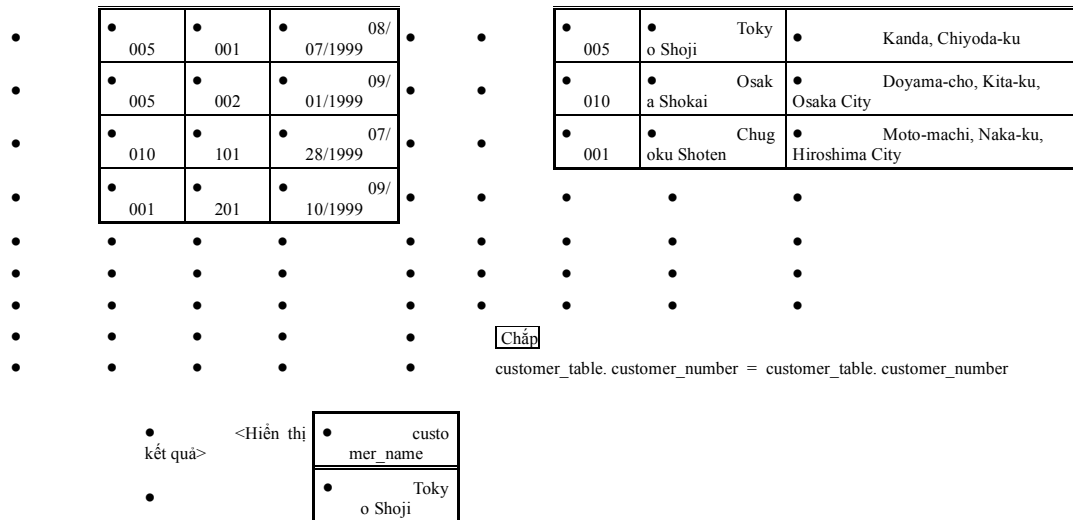 ● ● 005 ● 001 ● 08/07/1999 ● ● ● 005 ● Tokyo Shoji ● Kanda, Chiyoda-ku
● ● 005 ● 002 ● 09/01/1999 ● ● ● 010 ● Osaka Shokai ● Doyama-cho, Kita-ku, Osaka City
● ● 010 ● 101 ● 07/28/1999 ● ● ● 001 ● Chugoku Shoten ● Moto-machi, Naka-ku, Hiroshima City
● ● 001 ● 201 ● 09/10/1999 ● ● ● ● ●
● ● ● ● ● ● ● ● ●
● ● ● ● ● ● ● ● ●
● ● ● ● ● ● ● ● ●
● ● ● ● ● Chắp
● ● ● ● ● customer_table. customer_number = customer_table. customer_number
● <Hiển thị kết quả> ● customer_name
● ● Tokyo Shoji